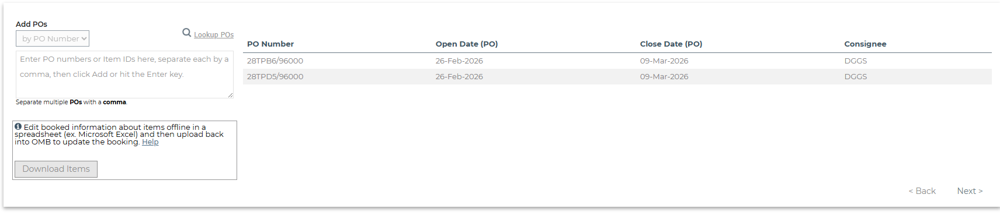 Add POs
by PO Number
Lookup POs
Enter PO numbers or Item IDs here, separate each by a
comma, then click Add or hit the Enter key.
Separate multiple POs with a comma.
Edit booked information about items offline in a
spreadsheet (ex. Microsoft Excel) and then upload back
into OMB to update the booking. Help
Download Items
PO Number Open Date (PO) Close Date (PO) Consignee
28TPB6/96000 26-Feb-2026 09-Mar-2026 DGGS
28TPD5/96000 26-Feb-2026 09-Mar-2026 DGGS
< Back Next >